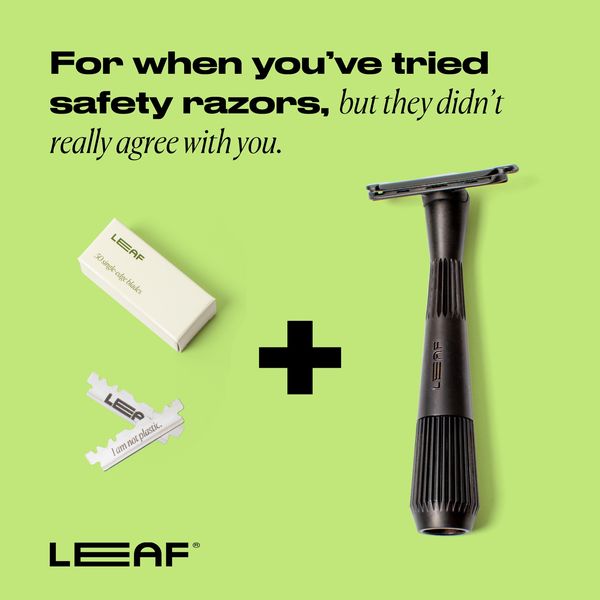 For when you've tried
safety razors, but they didn't
really agree with you.
LEAF
50 single-edge blades
LEAF
I am not plastic.
LEAF
LEAF®